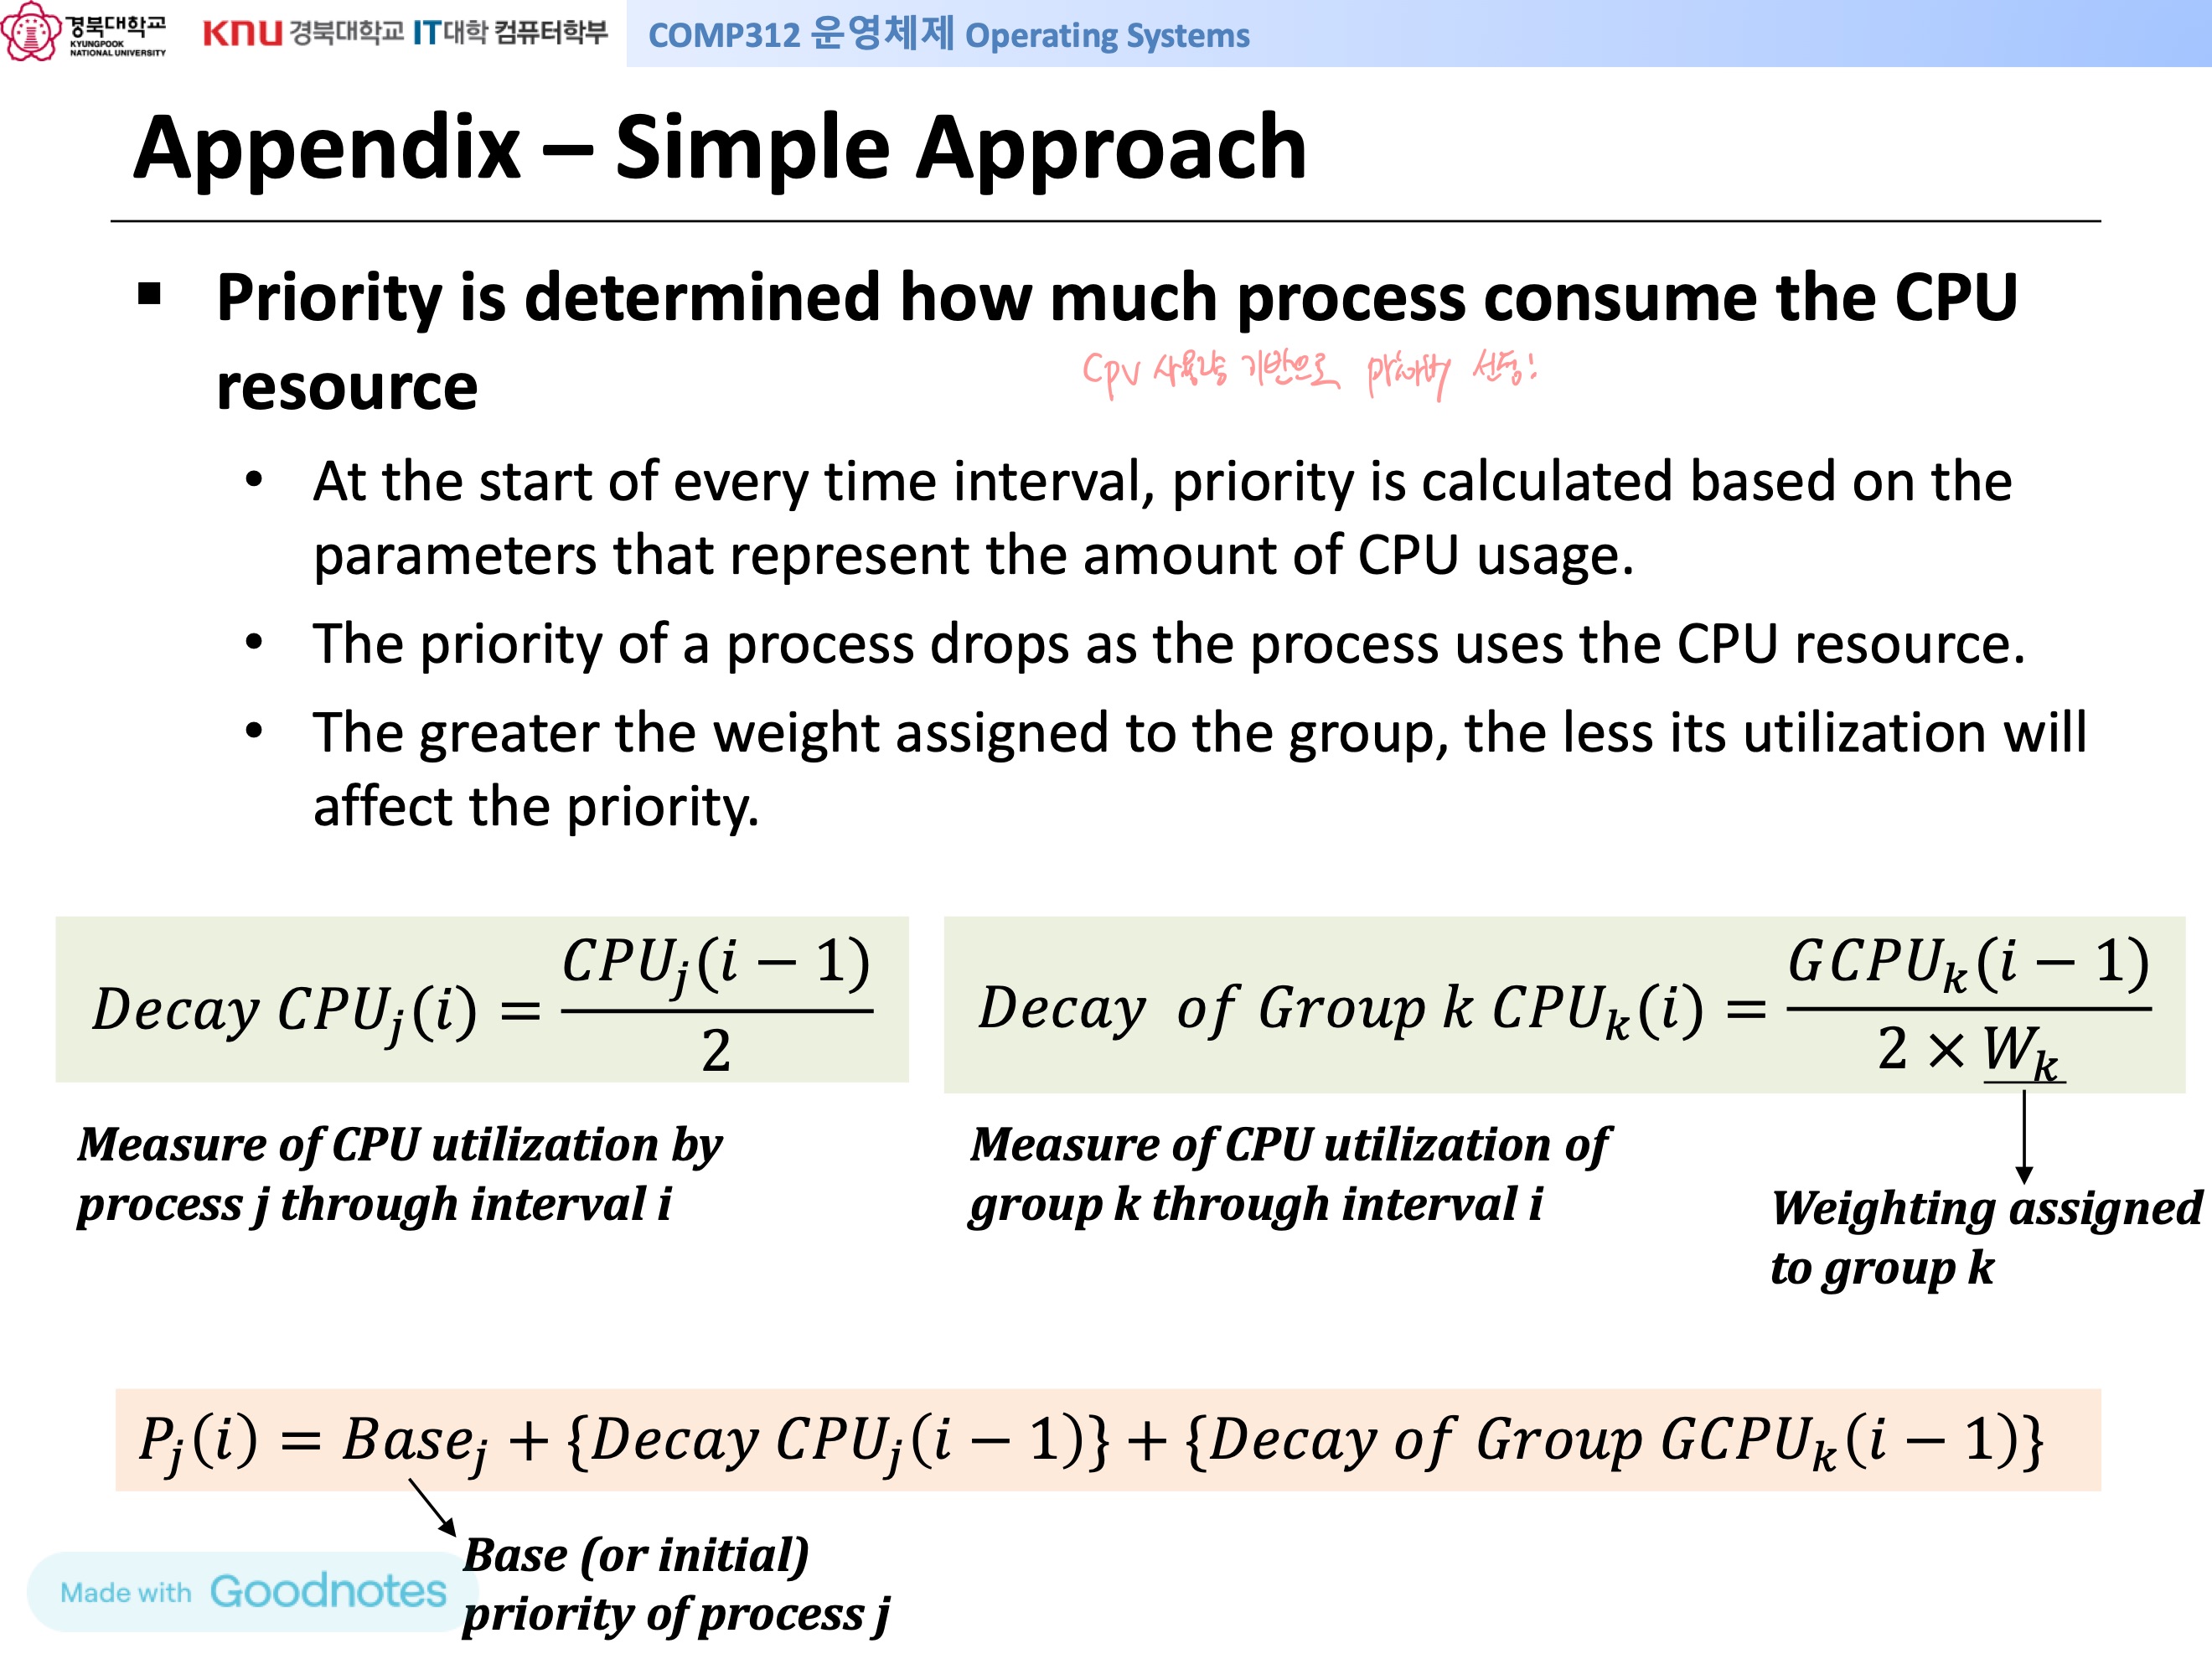 경북대학교
KYUNGPOOK
NATIONAL UNIVERSITY
KNU 경북대학교 IT대학 컴퓨터학부
COMP312 운영체제 Operating Systems
Appendix – Simple Approach
▪ Priority is determined how much process consume the CPU
resource
CPU 사용량 기반으로 선정!
• At the start of every time interval, priority is calculated based on the
parameters that represent the amount of CPU usage.
• The priority of a process drops as the process uses the CPU resource.
• The greater the weight assigned to the group, the less its utilization will
affect the priority.
Decay CPU_j(i) = CPU_j(i − 1) / 2
Decay of Group k CPU_k(i) = GCPU_k(i − 1) / 2 × W_k
Measure of CPU utilization by
process j through interval i
Measure of CPU utilization of
group k through interval i
Weighting assigned
to group k
P_j(i) = Base_j + {Decay CPU_j(i − 1)} + {Decay of Group GCPU_k(i − 1)}
Base (or initial)
priority of process j
Made with Goodnotes